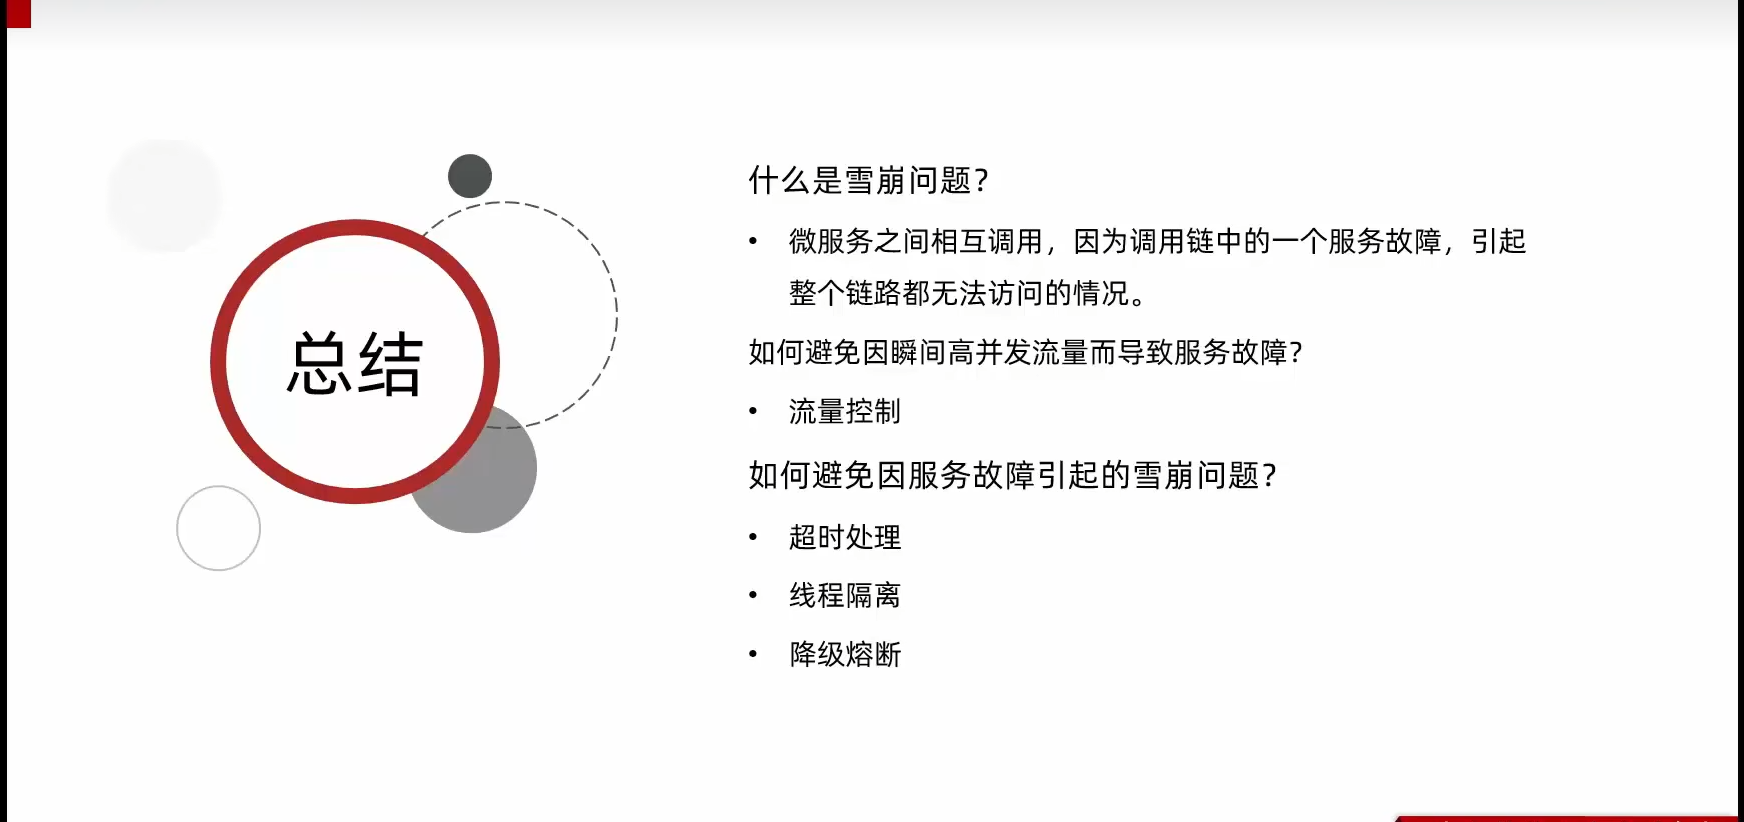 总结
什么是雪崩问题？
• 微服务之间相互调用，因为调用链中的一个服务故障，引起
整个链路都无法访问的情况。
如何避免因瞬间高并发流量而导致服务故障？
• 流量控制
如何避免因服务故障引起的雪崩问题？
• 超时处理
• 线程隔离
• 降级熔断